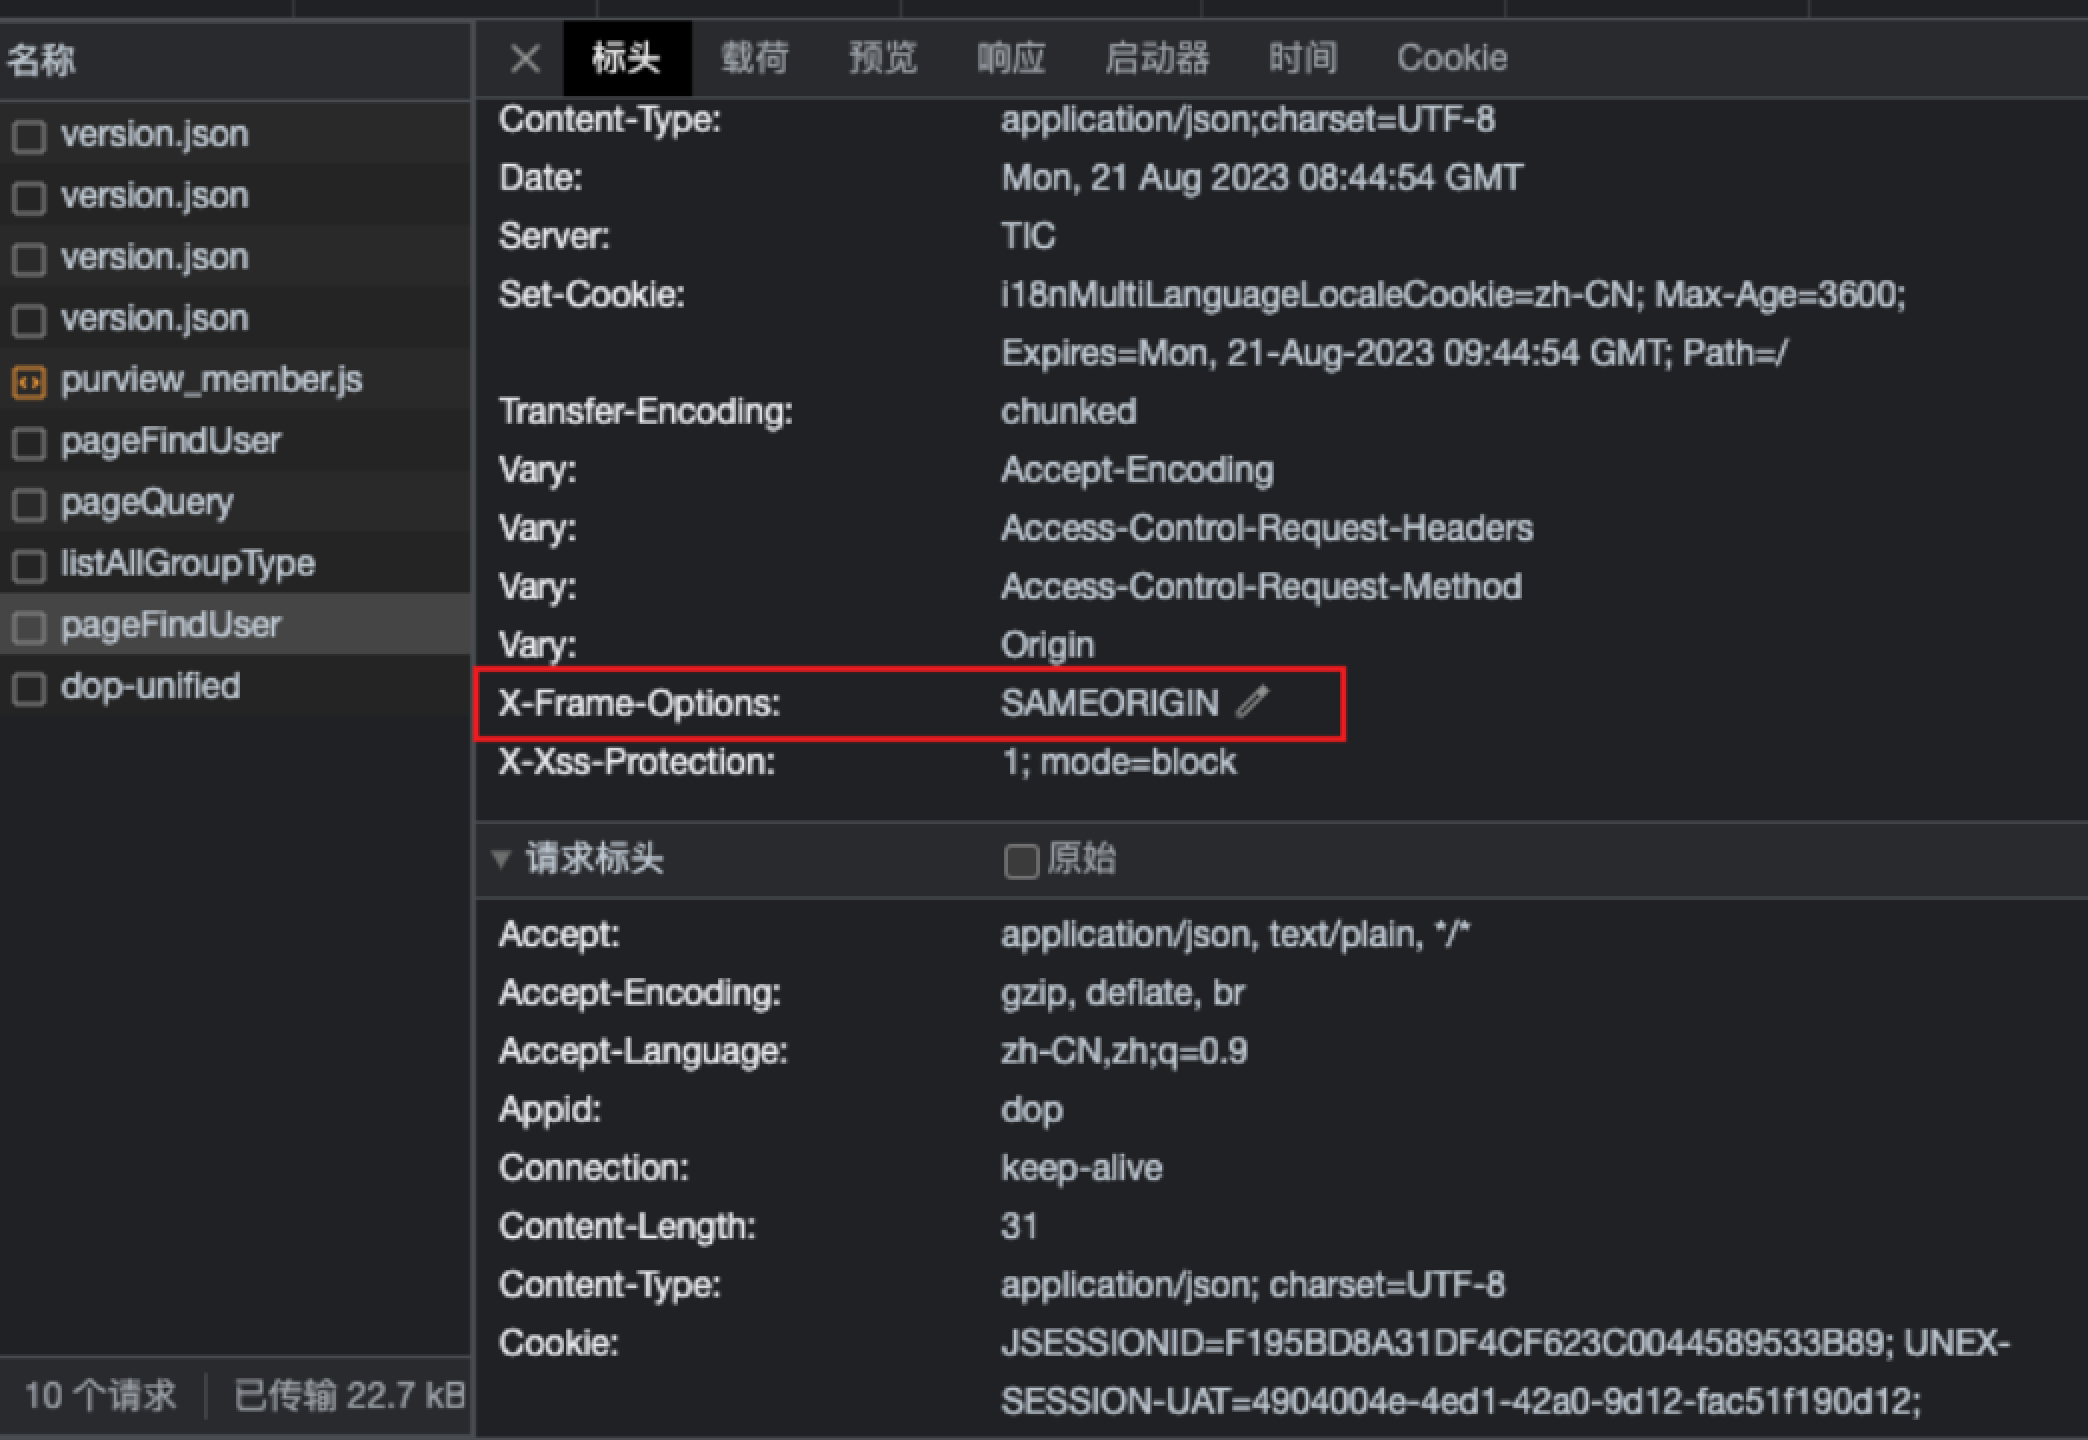 名称
version.json
version.json
version.json
version.json
purview_member.js
pageFindUser
pageQuery
listAllGroupType
pageFindUser
dop-unified
10 个请求 已传输 22.7 kB
标头 载荷 预览 响应 启动器 时间 Cookie
Content-Type: application/json;charset=UTF-8
Date: Mon, 21 Aug 2023 08:44:54 GMT
Server: TIC
Set-Cookie: i18nMultiLanguageLocaleCookie=zh-CN; Max-Age=3600;
Expires=Mon, 21-Aug-2023 09:44:54 GMT; Path=/
Transfer-Encoding: chunked
Vary: Accept-Encoding
Vary: Access-Control-Request-Headers
Vary: Access-Control-Request-Method
Vary: Origin
X-Frame-Options: SAMEORIGIN
X-Xss-Protection: 1; mode=block
请求标头 原始
Accept: application/json, text/plain, */*
Accept-Encoding: gzip, deflate, br
Accept-Language: zh-CN,zh;q=0.9
Appid: dop
Connection: keep-alive
Content-Length: 31
Content-Type: application/json; charset=UTF-8
Cookie: JSESSIONID=F195BD8A31DF4CF623C0044589533B89; UNEX-
SESSION-UAT=4904004e-4ed1-42a0-9d12-fac51f190d12;